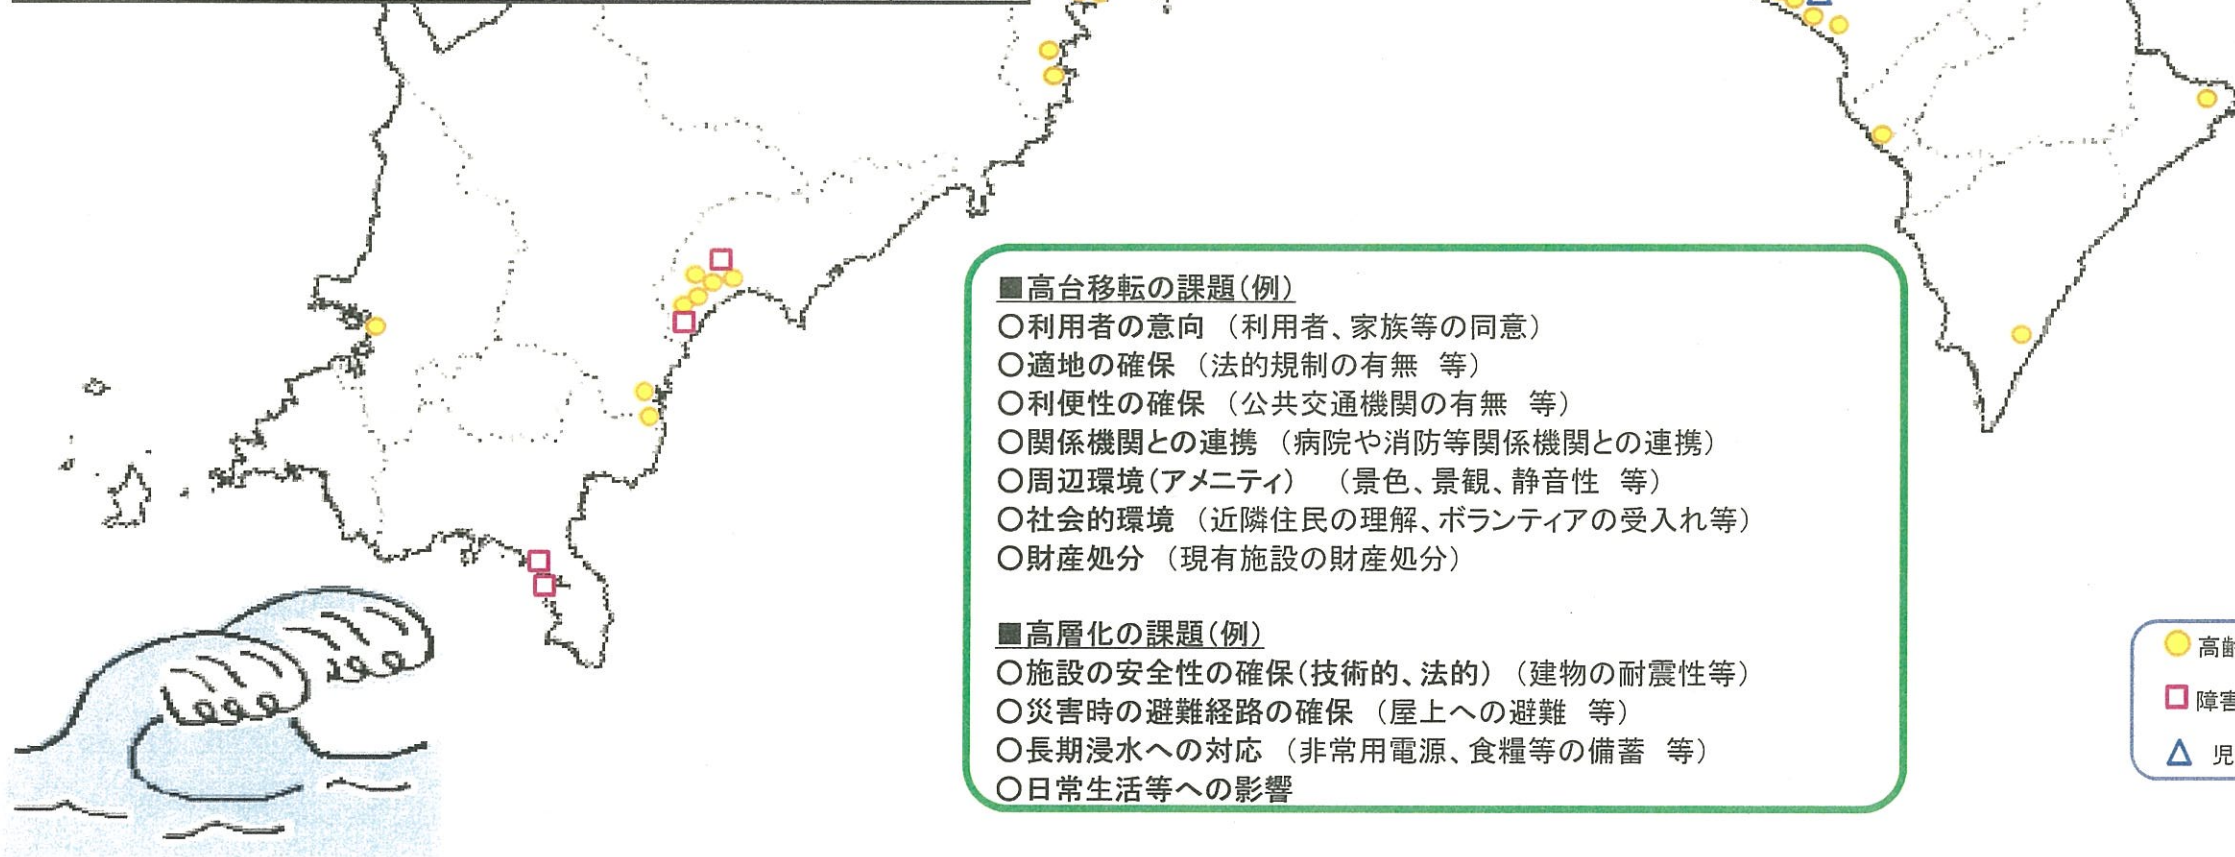 ■高台移転の課題(例)
○利用者の意向 (利用者、家族等の同意)
○適地の確保 (法的規制の有無 等)
○利便性の確保 (公共交通機関の有無 等)
○関係機関との連携 (病院や消防等関係機関との連携)
○周辺環境(アメニティ) (景色、景観、静音性 等)
○社会的環境 (近隣住民の理解、ボランティアの受入れ等)
○財産処分 (現有施設の財産処分)
■高層化の課題(例)
○施設の安全性の確保(技術的、法的) (建物の耐震性等)
○災害時の避難経路の確保 (屋上への避難 等)
○長期浸水への対応 (非常用電源、食糧等の備蓄 等)
○日常生活等への影響
高齢
障害
児